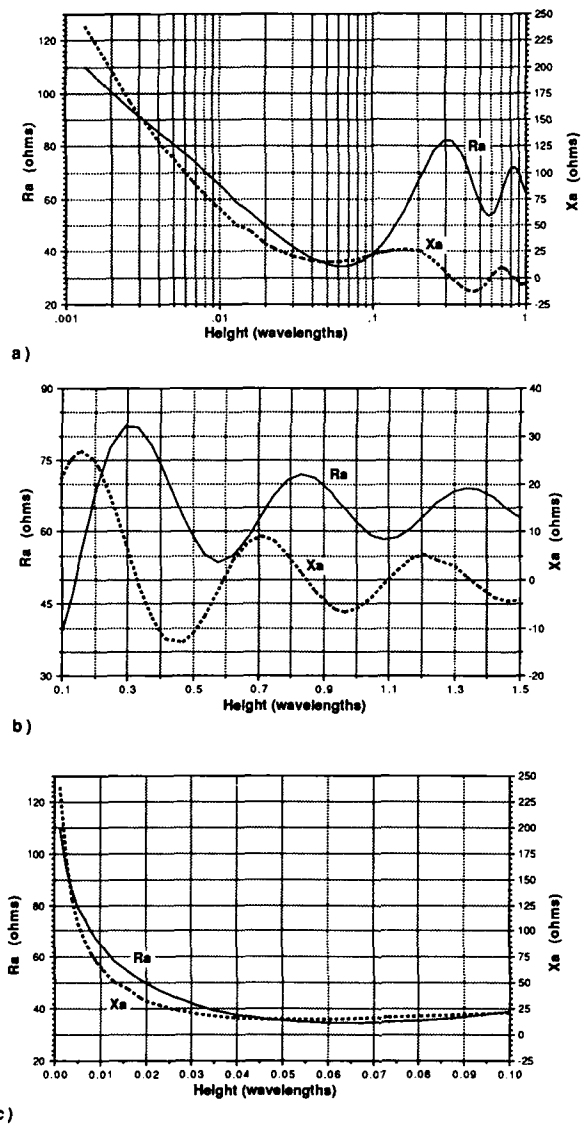 120
100
80
60
40
20
Ra (ohms)
250
225
200
175
150
125
100
75
50
25
0
-25
Xa (ohms)
Ra
Xa
.001 .01 .1 1
Height (wavelengths)
a)
90
75
60
45
30
Ra (ohms)
40
30
20
10
0
-10
-20
Xa (ohms)
Ra
Xa
0.1 0.3 0.5 0.7 0.9 1.1 1.3 1.5
Height (wavelengths)
b)
120
100
80
60
40
20
Ra (ohms)
250
225
200
175
150
125
100
75
50
25
0
-25
Xa (ohms)
Ra
Xa
0.00 0.01 0.02 0.03 0.04 0.05 0.06 0.07 0.08 0.09 0.10
Height (wavelengths)
c)